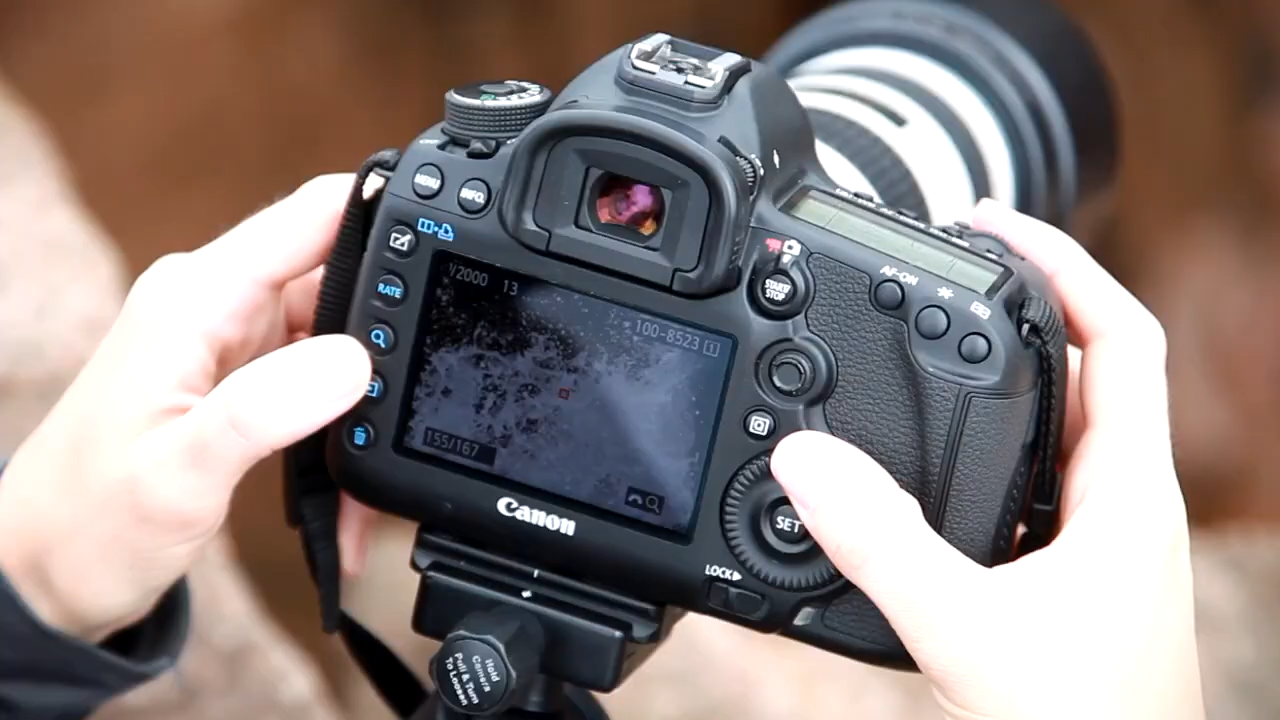 MENU
INFO.
RATE
1/2000 13
100-8523 1
155/167
Canon
START/
STOP
AF-ON
SET
LOCK▶
Hold
Camera
Pull & Turn
To Loosen